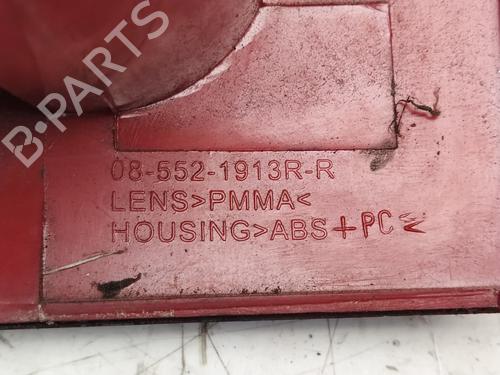 B-PARTS
08-552-1913R-R
LENS>PMMA<
HOUSING>ABS+PC<